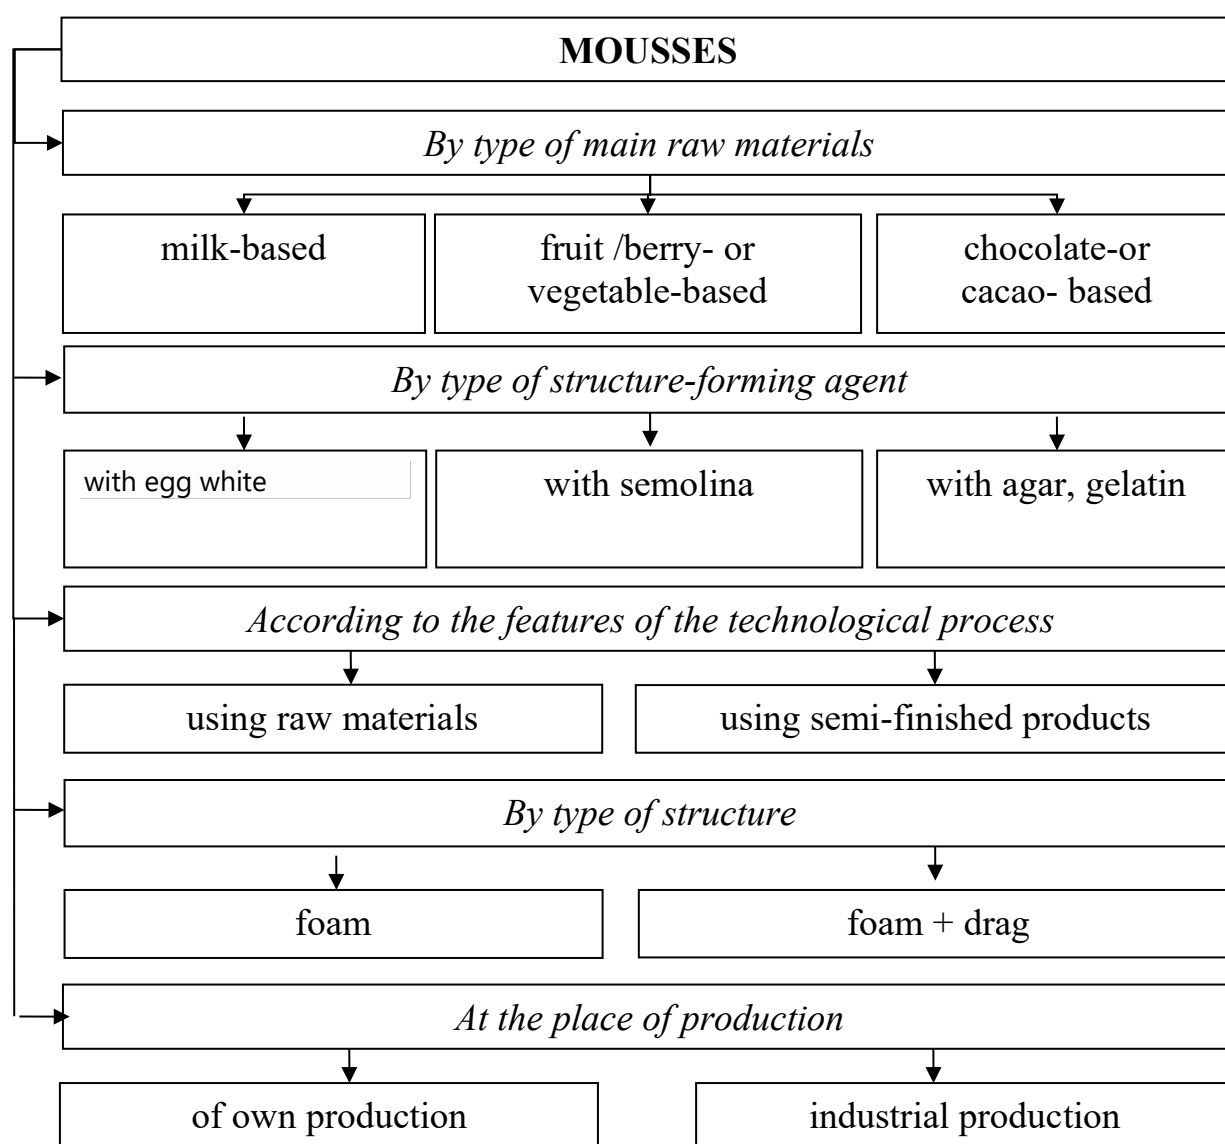 MOUSSES
By type of main raw materials
milk-based
fruit /berry- or
vegetable-based
chocolate-or
cacao- based
By type of structure-forming agent
with egg white
with semolina
with agar, gelatin
According to the features of the technological process
using raw materials
using semi-finished products
By type of structure
foam
foam + drag
At the place of production
of own production
industrial production